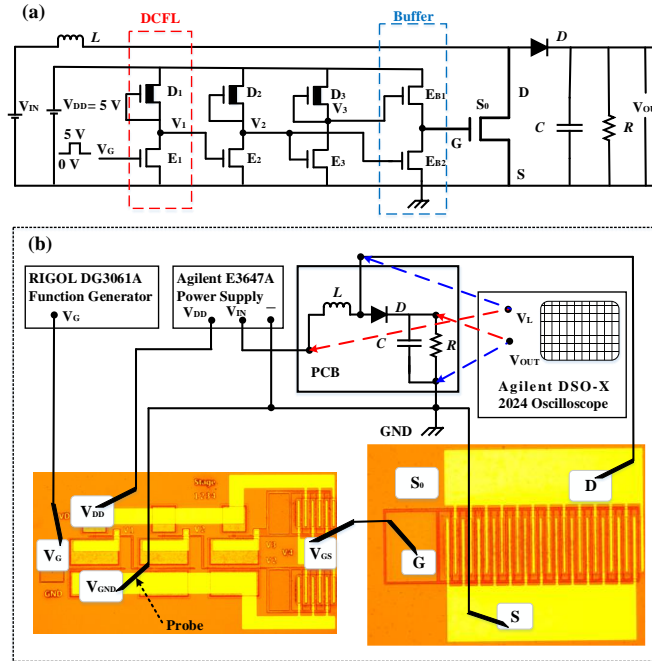 (a)
DCFL
Buffer
L
D
VIN
VDD = 5 V
D1
D2
D3
V3
EB1
S0
D
VOUT
V1
V2
C
R
5 V
0 V
VG
E1
E2
E3
EB2
G
S
(b)
RIGOL DG3061A
Function Generator
VG
Agilent E3647A
Power Supply
VDD
VIN
−
L
D
C
R
PCB
VL
VOUT
Agilent DSO-X
2024 Oscilloscope
GND
VDD
VG
VGND
VGS
GND
Stage
Probe
S0
D
G
S